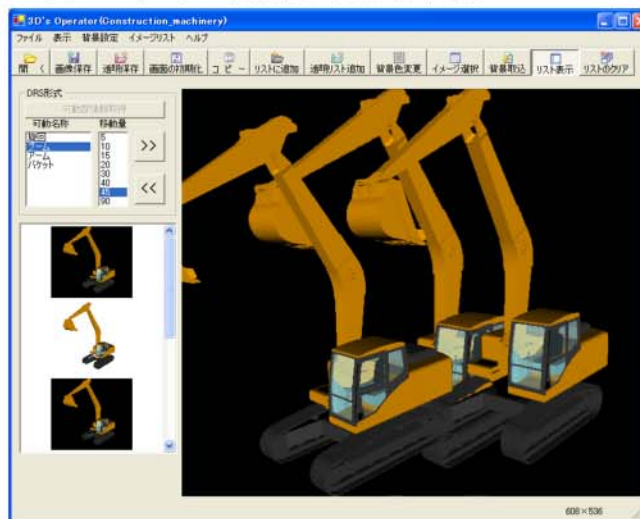 3D's Operator(Construction_machinery)
ファイル 表示 背景設定 イメージリスト ヘルプ
開く 画像保存 透明保存 画面の初期化 コピー リストに追加 透明リスト追加 背景色変更 イメージ選択 背景取込 リスト表示 リストのクリア
DRS形式
可動名称 移動量
旋回 5
アーム 10
アーム 15
バケット 20
30
40
45
90
>>
<<
608×536